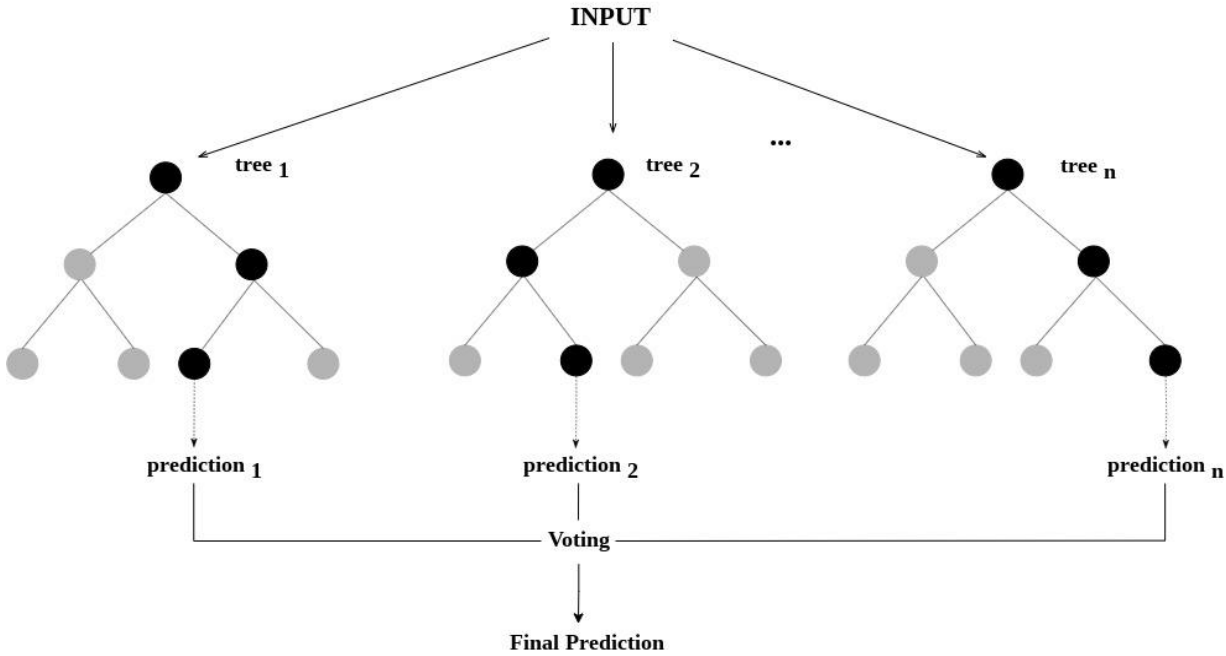 INPUT
...
tree 1
tree 2
tree n
prediction 1
prediction 2
prediction n
Voting
Final Prediction